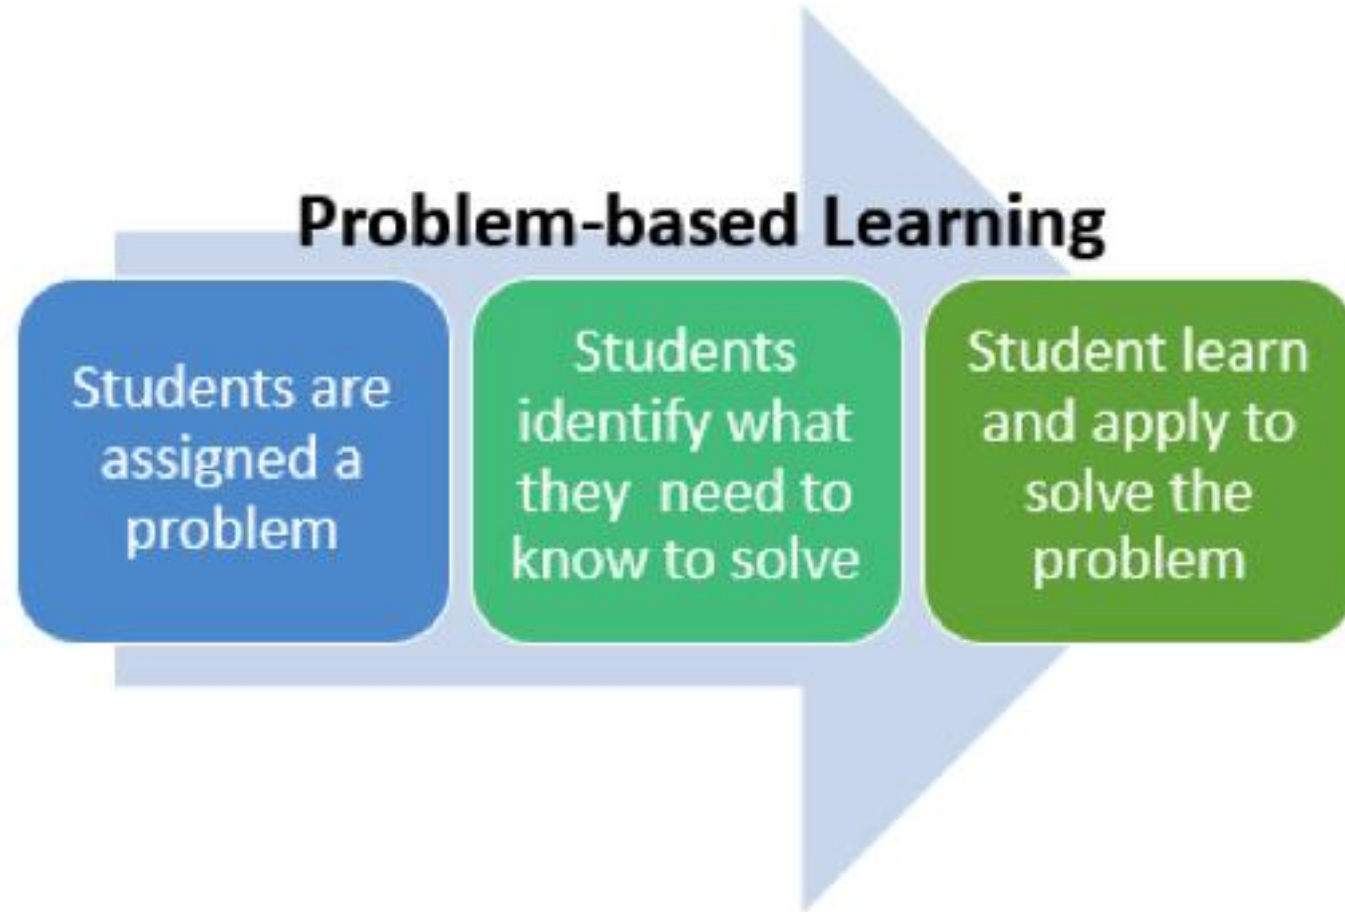 Problem-based Learning
Students are
assigned a
problem
Students
identify what
they  need to
know to solve
Student learn
and apply to
solve the
problem